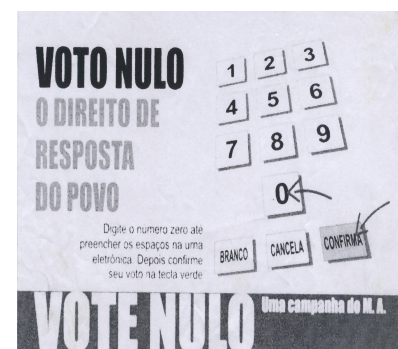 VOTO NULO
O DIREITO DE
RESPOSTA
DO POVO
Digite o numero zero até
preencher os espaços na urna
eletrônica. Depois confirme
seu voto na tecla verde
1 2 3
4 5 6
7 8 9
0
BRANCO CANCELA CONFIRMA
VOTE NULO
Uma campanha do M. A.